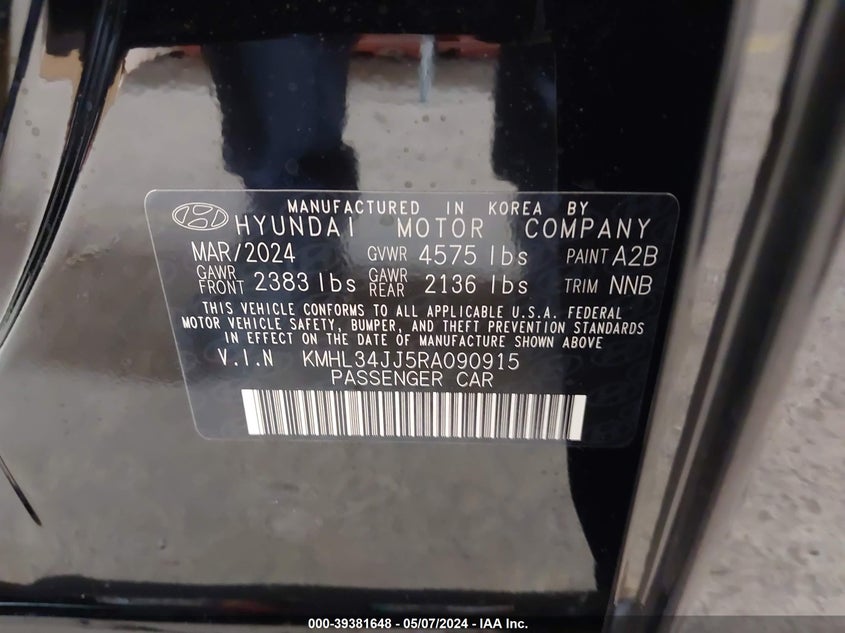 MANUFACTURED IN KOREA BY
HYUNDAI MOTOR COMPANY
MAR/2024 GVWR 4575 lbs PAINT A2B
GAWR FRONT 2383 lbs GAWR REAR 2136 lbs TRIM NNB
THIS VEHICLE CONFORMS TO ALL APPLICABLE U.S.A. FEDERAL
MOTOR VEHICLE SAFETY, BUMPER, AND THEFT PREVENTION STANDARDS
IN EFFECT ON THE DATE OF MANUFACTURE SHOWN ABOVE
V.I.N KMHL34JJ5RA090915
PASSENGER CAR
000-39381648 - 05/07/2024 - IAA Inc.